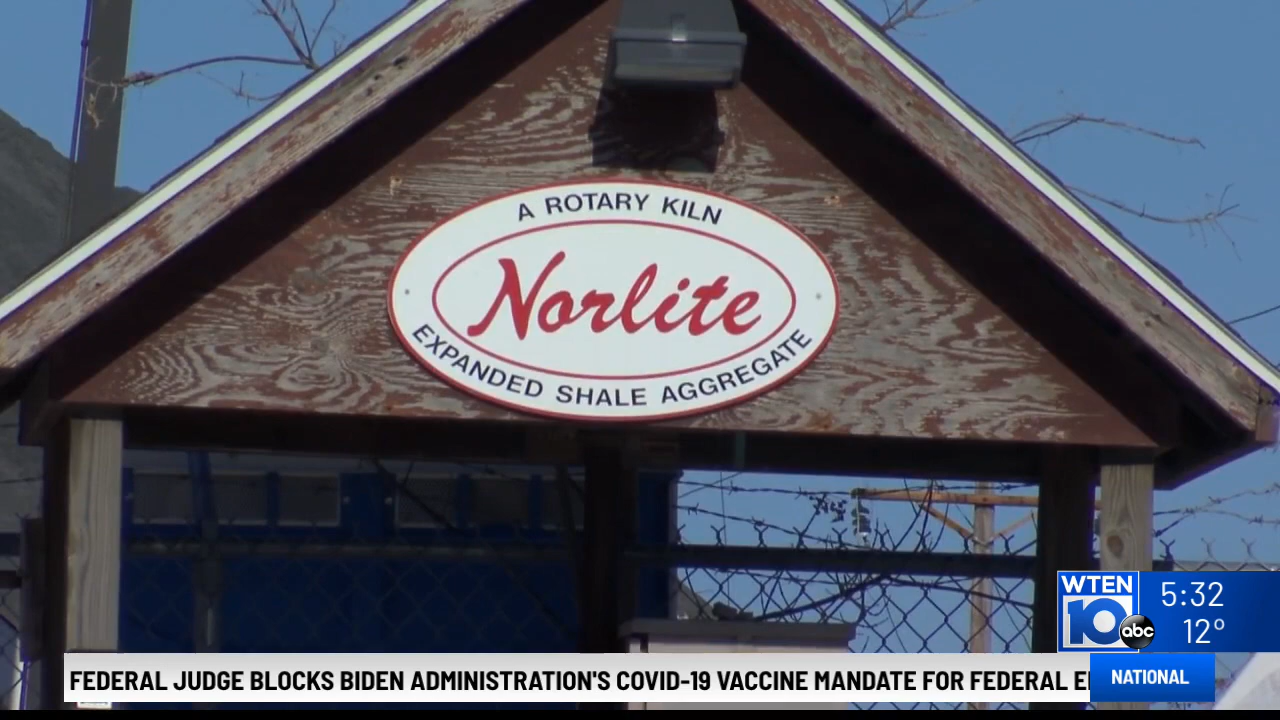 A ROTARY KILN
Norlite
EXPANDED SHALE AGGREGATE
WTEN
10
abc
5:32
12°
FEDERAL JUDGE BLOCKS BIDEN ADMINISTRATION'S COVID-19 VACCINE MANDATE FOR FEDERAL
NATIONAL